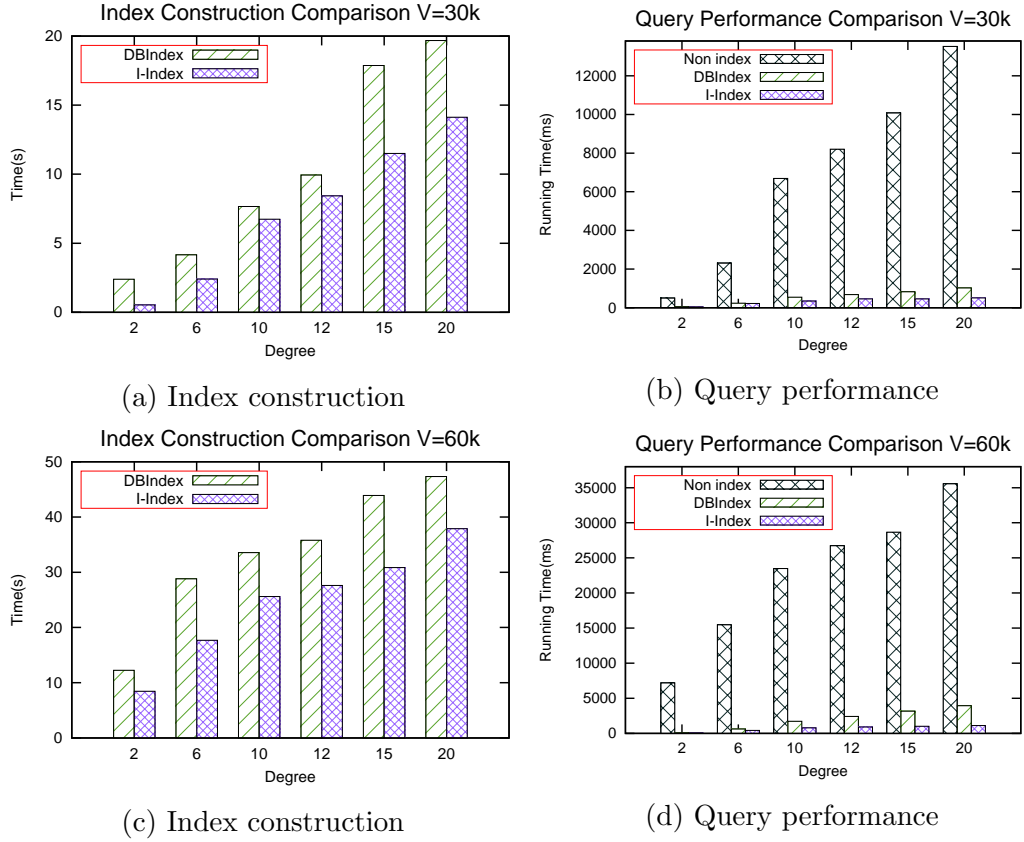 Index Construction Comparison V=30k
DBIndex
I-Index
20
15
10
5
0
Time(s)
2 6 10 12 15 20
Degree
(a) Index construction
Query Performance Comparison V=30k
Non index
DBIndex
I-Index
12000
10000
8000
6000
4000
2000
0
Running Time(ms)
2 6 10 12 15 20
Degree
(b) Query performance
Index Construction Comparison V=60k
DBIndex
I-Index
50
40
30
20
10
0
Time(s)
2 6 10 12 15 20
Degree
(c) Index construction
Query Performance Comparison V=60k
Non index
DBIndex
I-Index
35000
30000
25000
20000
15000
10000
5000
0
Running Time(ms)
2 6 10 12 15 20
Degree
(d) Query performance